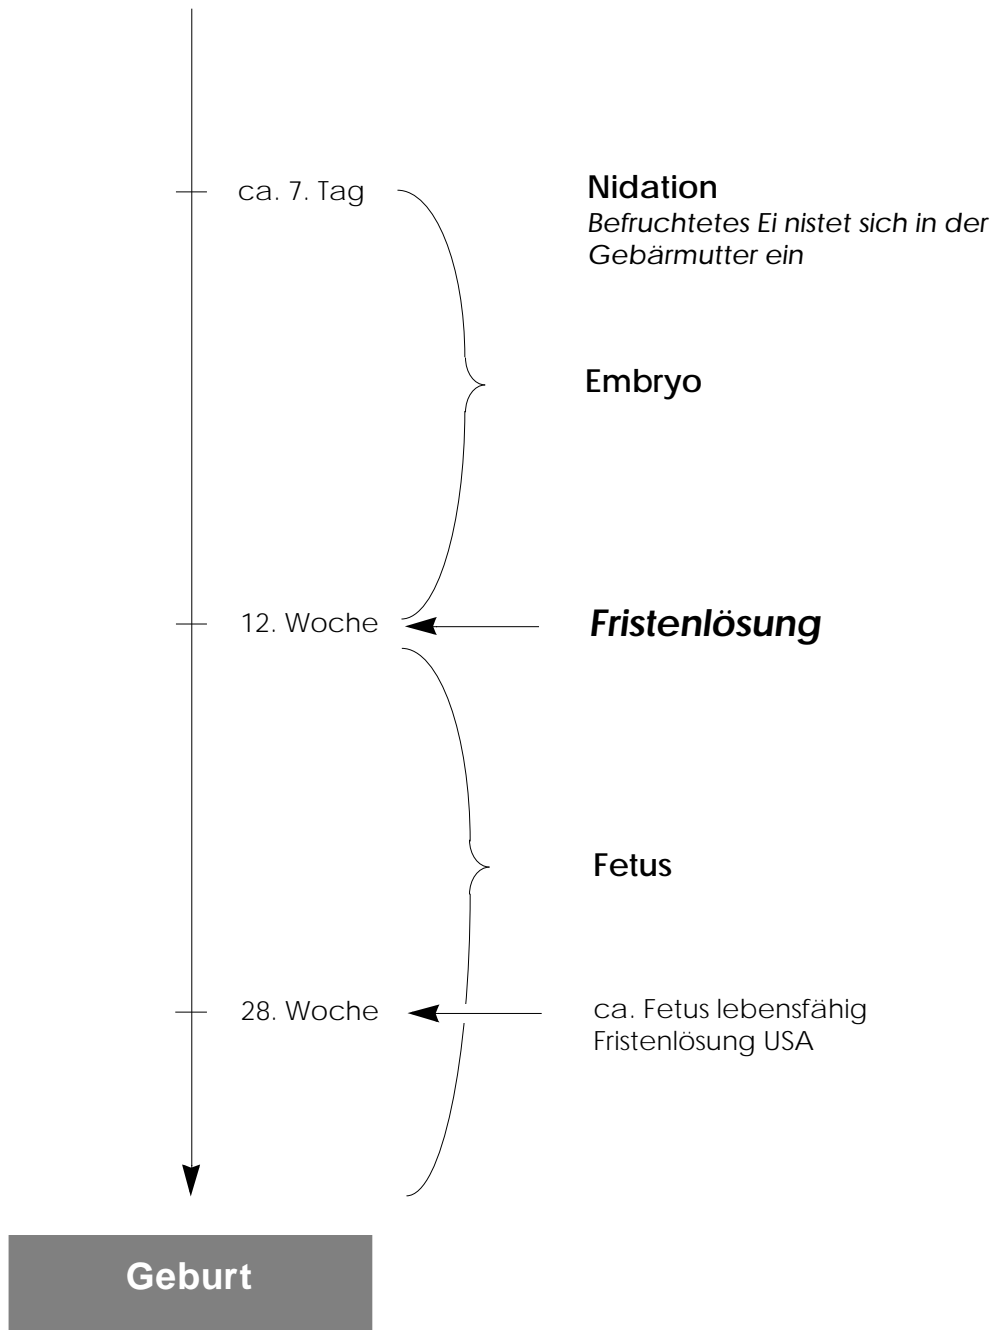 ca. 7. Tag
Nidation
Befruchtetes Ei nistet sich in der
Gebärmutter ein
Embryo
12. Woche
Fristenlösung
Fetus
28. Woche
ca. Fetus lebensfähig
Fristenlösung USA
Geburt